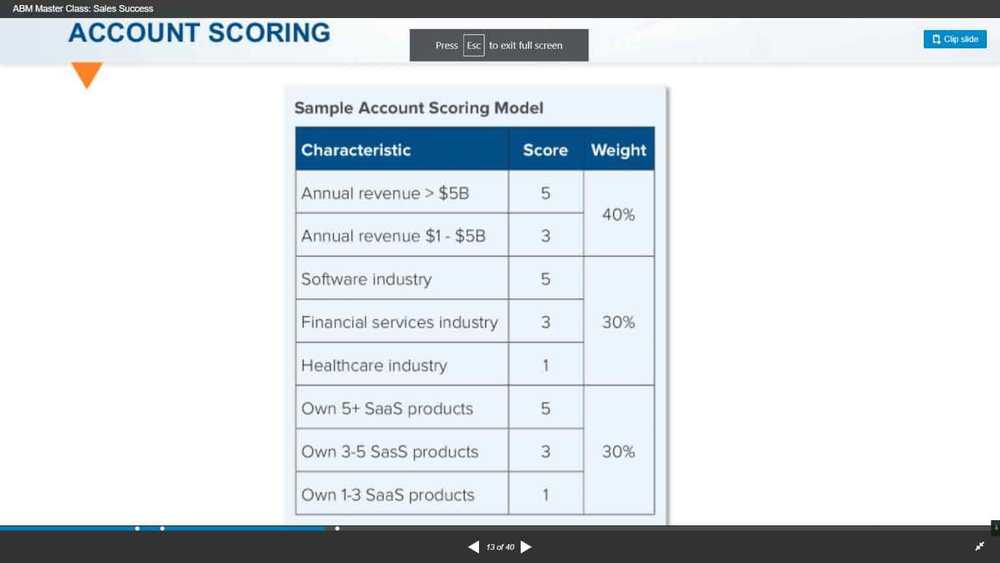 ABM Master Class: Sales Success
ACCOUNT SCORING
Press Esc to exit full screen
Clip slide
Sample Account Scoring Model
Characteristic Score Weight
Annual revenue > $5B 5
40%
Annual revenue $1 - $5B 3
Software industry 5
Financial services industry 3 30%
Healthcare industry 1
Own 5+ SaaS products 5
Own 3-5 SasS products 3 30%
Own 1-3 SaaS products 1
13 of 40